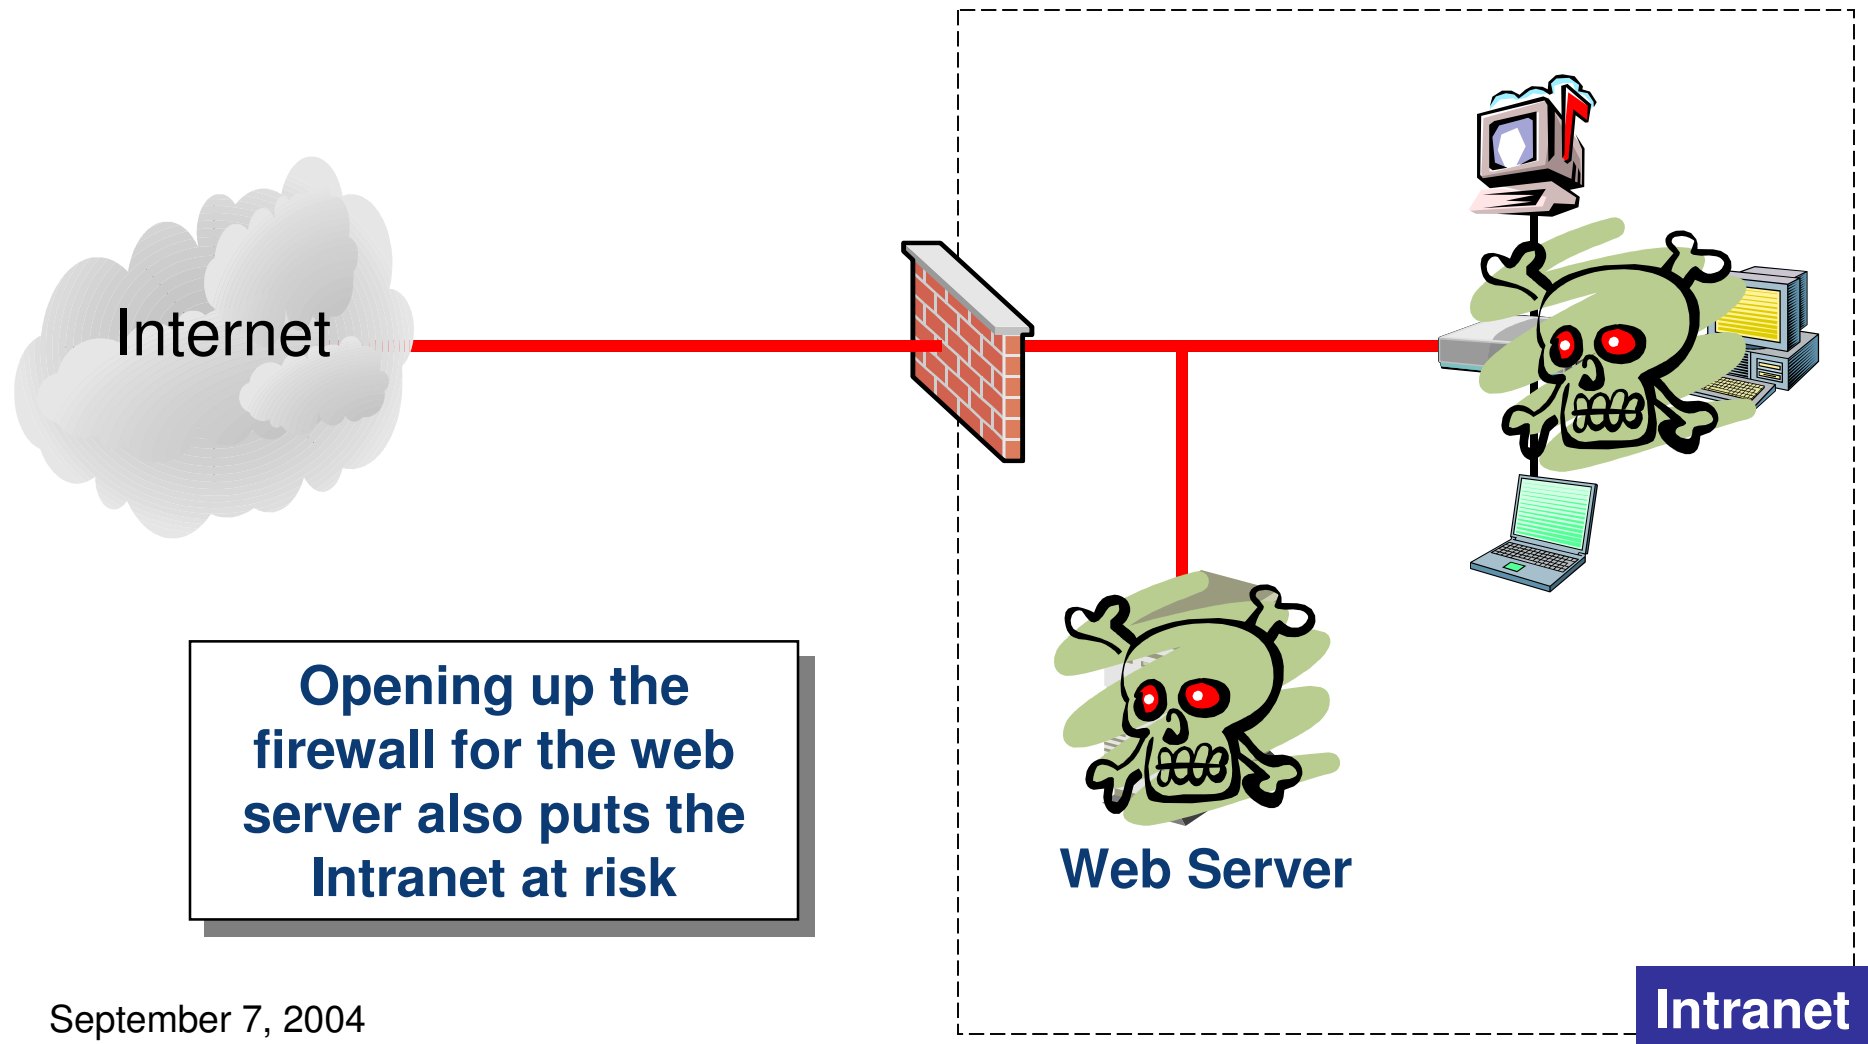 Internet
Opening up the
firewall for the web
server also puts the
Intranet at risk
Web Server
September 7, 2004
Intranet